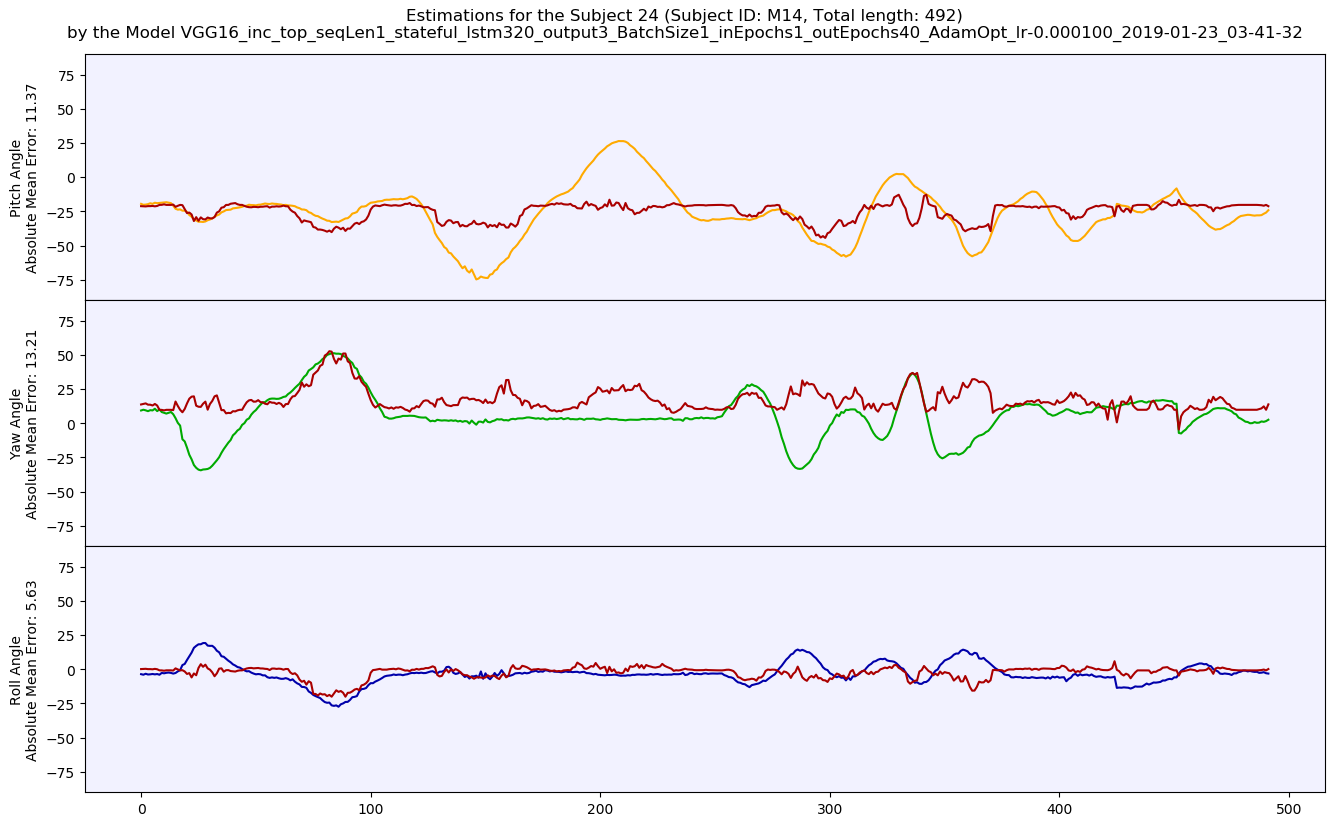 Estimations for the Subject 24 (Subject ID: M14, Total length: 492)
by the Model VGG16_inc_top_seqLen1_stateful_lstm320_output3_BatchSize1_inEpochs1_outEpochs40_AdamOpt_lr-0.000100_2019-01-23_03-41-32
Pitch Angle
Absolute Mean Error: 11.37
75
50
25
0
−25
−50
−75
Yaw Angle
Absolute Mean Error: 13.21
75
50
25
0
−25
−50
−75
Roll Angle
Absolute Mean Error: 5.63
75
50
25
0
−25
−50
−75
0 100 200 300 400 500